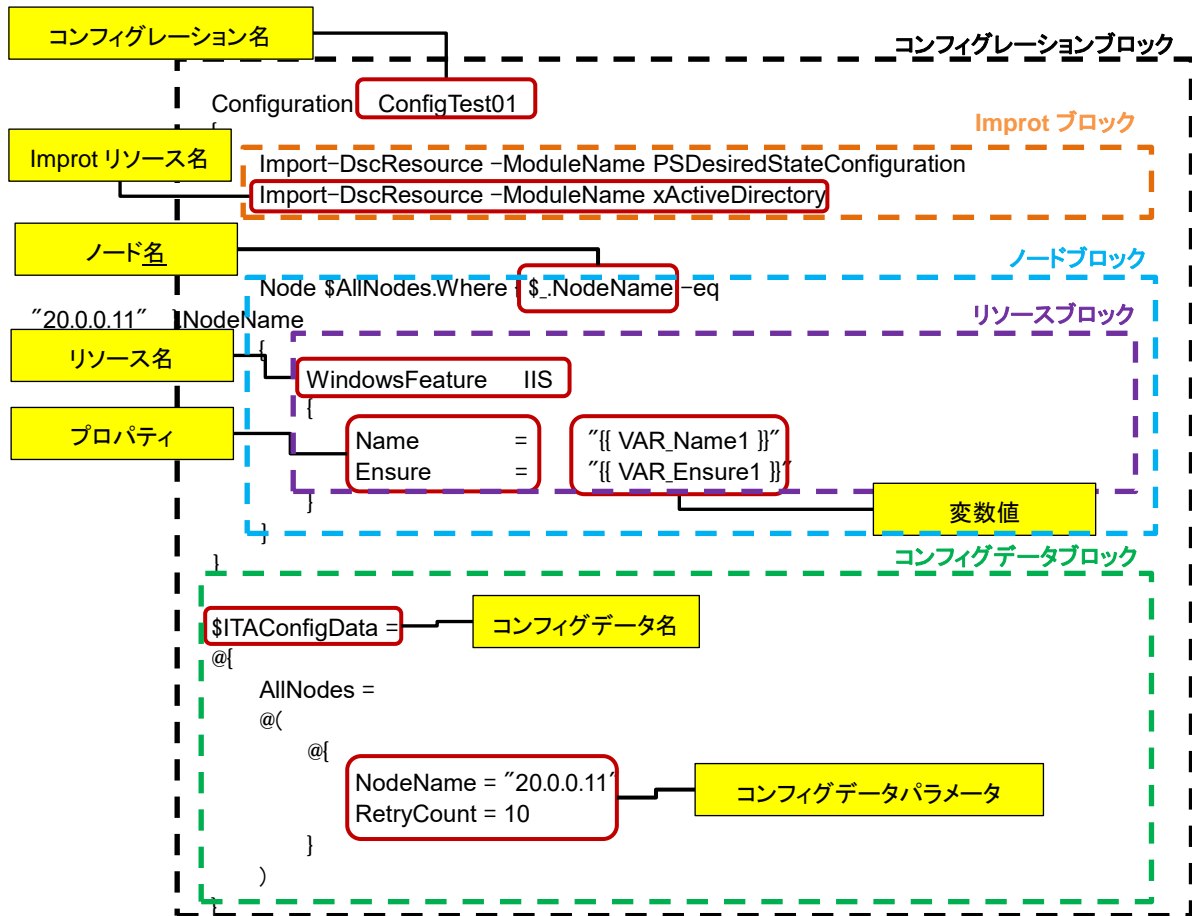 コンフィグレーション名
コンフィグレーションブロック
Configuration ConfigTest01
{
Improt ブロック
Improt リソース名
Import-DscResource -ModuleName PSDesiredStateConfiguration
Import-DscResource -ModuleName xActiveDirectory
ノード名
ノードブロック
Node $AllNodes.Where { $_.NodeName -eq
"20.0.0.11" }.NodeName
リソースブロック
{
リソース名
WindowsFeature IIS
{
プロパティ
Name = "{{ VAR_Name1 }}"
Ensure = "{{ VAR_Ensure1 }}"
}
変数値
}
}
コンフィグデータブロック
$ITAConfigData =
コンフィグデータ名
@{
AllNodes =
@(
@{
NodeName = "20.0.0.11"
RetryCount = 10
コンフィグデータパラメータ
}
)
}